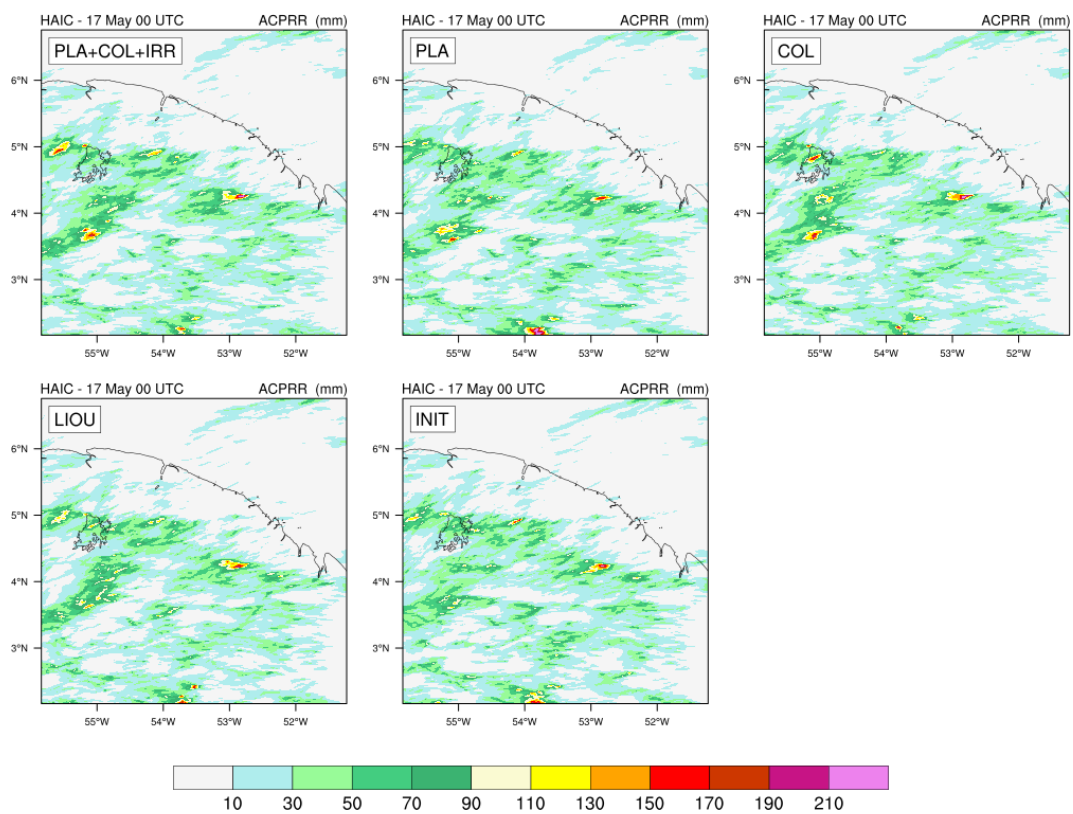 HAIC - 17 May 00 UTC ACPRR (mm)
PLA+COL+IRR
6°N
5°N
4°N
3°N
55°W 54°W 53°W 52°W
HAIC - 17 May 00 UTC ACPRR (mm)
PLA
6°N
5°N
4°N
3°N
55°W 54°W 53°W 52°W
HAIC - 17 May 00 UTC ACPRR (mm)
COL
6°N
5°N
4°N
3°N
55°W 54°W 53°W 52°W
HAIC - 17 May 00 UTC ACPRR (mm)
LIOU
6°N
5°N
4°N
3°N
55°W 54°W 53°W 52°W
HAIC - 17 May 00 UTC ACPRR (mm)
INIT
6°N
5°N
4°N
3°N
55°W 54°W 53°W 52°W
10 30 50 70 90 110 130 150 170 190 210